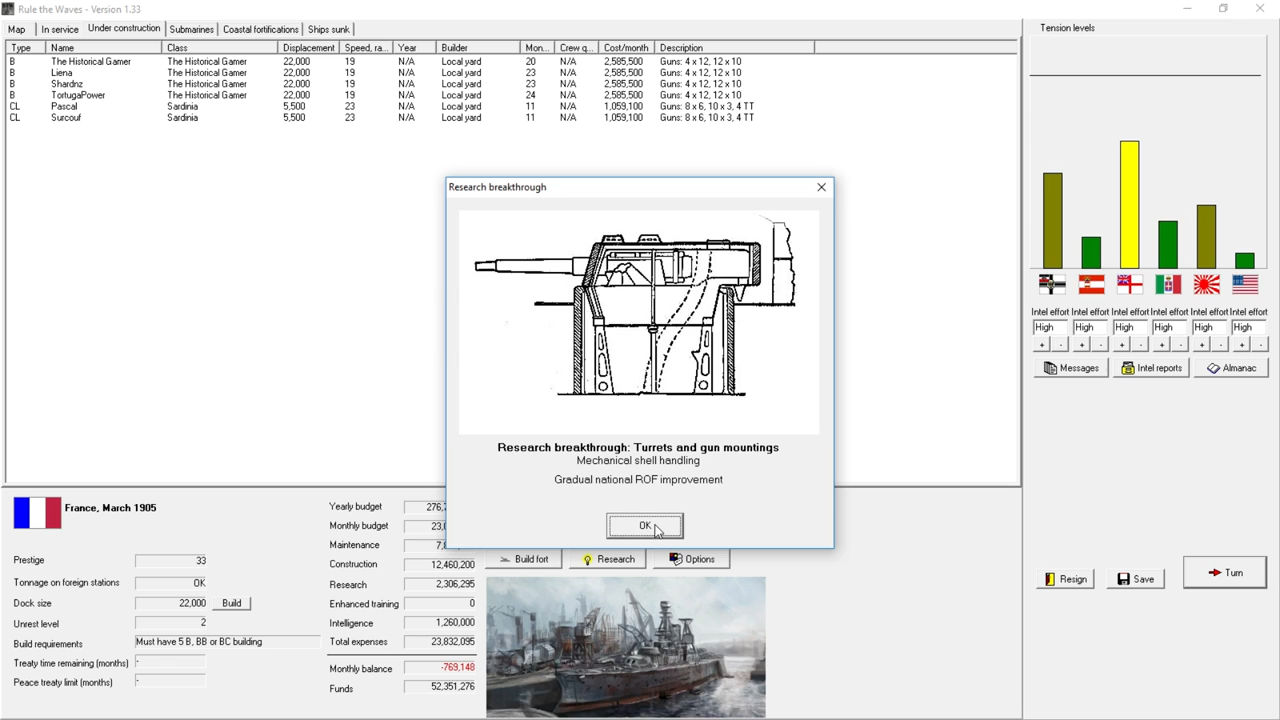 Rule the Waves - Version 1.33
Map In service Under construction Submarines Coastal fortifications Ships sunk
Type Name Class Displacement Speed, ra... Year Builder Mon... Crew q... Cost/month Description
B The Historical Gamer The Historical Gamer 22,000 19 N/A Local yard 20 N/A 2,585,500 Guns: 4 x 12, 12 x 10
B Liena The Historical Gamer 22,000 19 N/A Local yard 23 N/A 2,585,500 Guns: 4 x 12, 12 x 10
B Shardnz The Historical Gamer 22,000 19 N/A Local yard 23 N/A 2,585,500 Guns: 4 x 12, 12 x 10
B TortugaPower The Historical Gamer 22,000 19 N/A Local yard 24 N/A 2,585,500 Guns: 4 x 12, 12 x 10
CL Pascal Sardinia 5,500 23 N/A Local yard 11 N/A 1,059,100 Guns: 8 x 6, 10 x 3, 4 TT
CL Surcouf Sardinia 5,500 23 N/A Local yard 11 N/A 1,059,100 Guns: 8 x 6, 10 x 3, 4 TT
Research breakthrough
Research breakthrough: Turrets and gun mountings
Mechanical shell handling
Gradual national ROF improvement
OK
Tension levels
Intel effort Intel effort Intel effort Intel effort Intel effort Intel effort
High High High High High High
+ - + - + - + - + - + -
Messages Intel reports Almanac
France, March 1905
Prestige 33
Tonnage on foreign stations OK
Dock size 22,000 Build
Unrest level 2
Build requirements Must have 5 B, BB or BC building
Treaty time remaining (months) -
Peace treaty limit (months) -
Yearly budget 276,
Monthly budget 23,0
Maintenance
Construction 12,460,200
Research 2,306,295
Enhanced training 0
Intelligence 1,260,000
Total expenses 23,832,095
Monthly balance -769,148
Funds 52,351,276
Build fort Research Options
Resign Save Turn